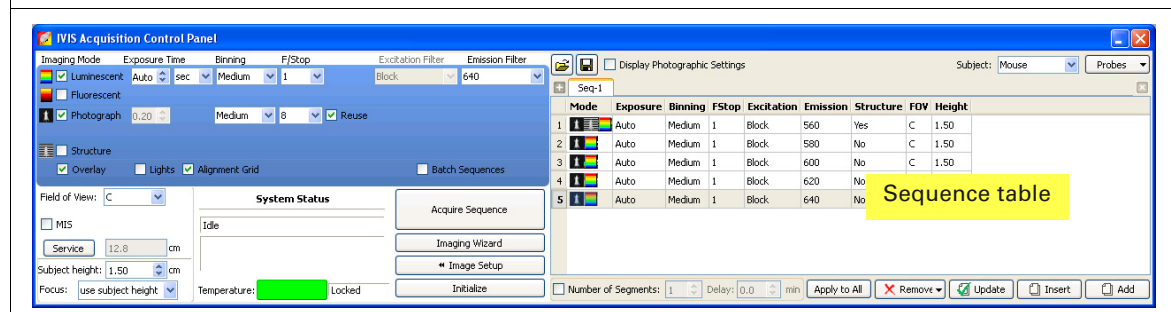 IVIS Acquisition Control Panel
Imaging Mode Exposure Time Binning F/Stop Excitation Filter Emission Filter
Luminescent Auto sec Medium 1 Block 640
Fluorescent
Photograph 0.20 Medium 8 Reuse
Structure
Overlay Lights Alignment Grid Batch Sequences
Field of View: C
MIS
Service 12.8 cm
Subject height: 1.50 cm
Focus: use subject height
System Status
Idle
Temperature: Locked
Acquire Sequence
Imaging Wizard
Image Setup
Initialize
Display Photographic Settings Subject: Mouse Probes
Seq-1
Mode Exposure Binning FStop Excitation Emission Structure FOV Height
1 Auto Medium 1 Block 560 Yes C 1.50
2 Auto Medium 1 Block 580 No C 1.50
3 Auto Medium 1 Block 600 No C 1.50
4 Auto Medium 1 Block 620 No
5 Auto Medium 1 Block 640 No
Sequence table
Number of Segments: 1 Delay: 0.0 min Apply to All Remove Update Insert Add